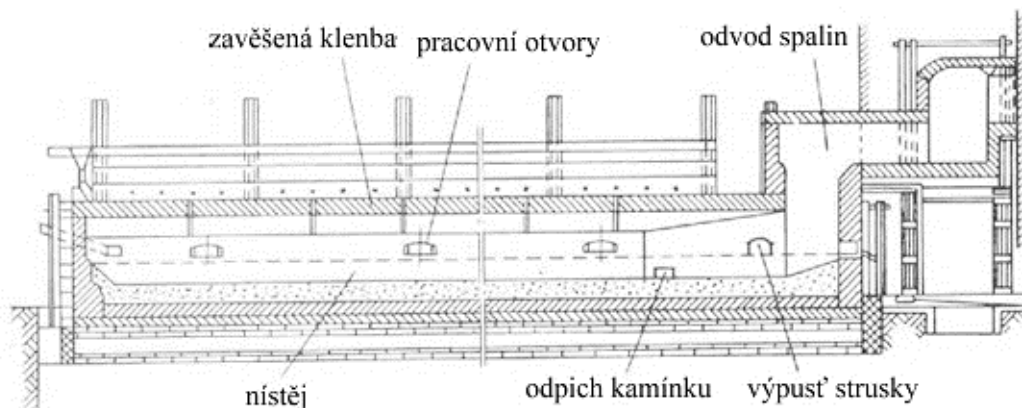 zavěšená klenba
pracovní otvory
odvod spalin
nístěj
odpich kamínku
výpusť strusky